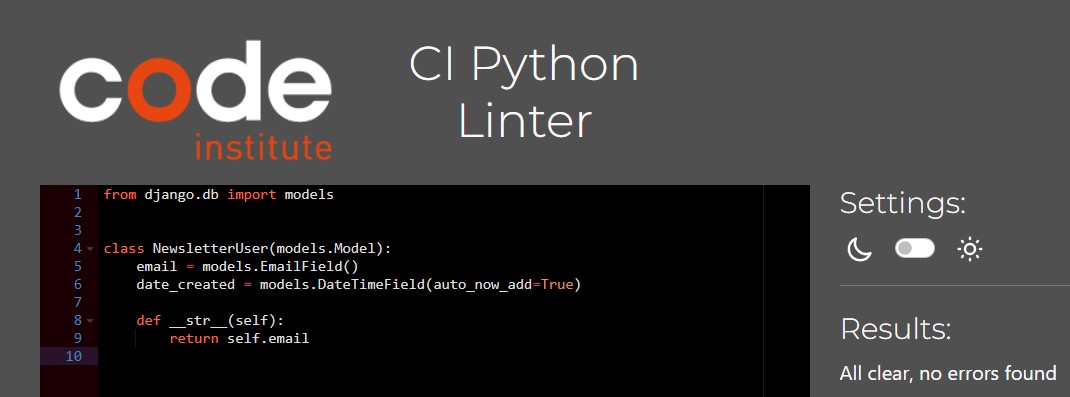 code
institute
CI Python
Linter
1 from django.db import models
2
3
4 class NewsletterUser(models.Model):
5     email = models.EmailField()
6     date_created = models.DateTimeField(auto_now_add=True)
7
8     def __str__(self):
9         return self.email
10
Settings:
Results:
All clear, no errors found